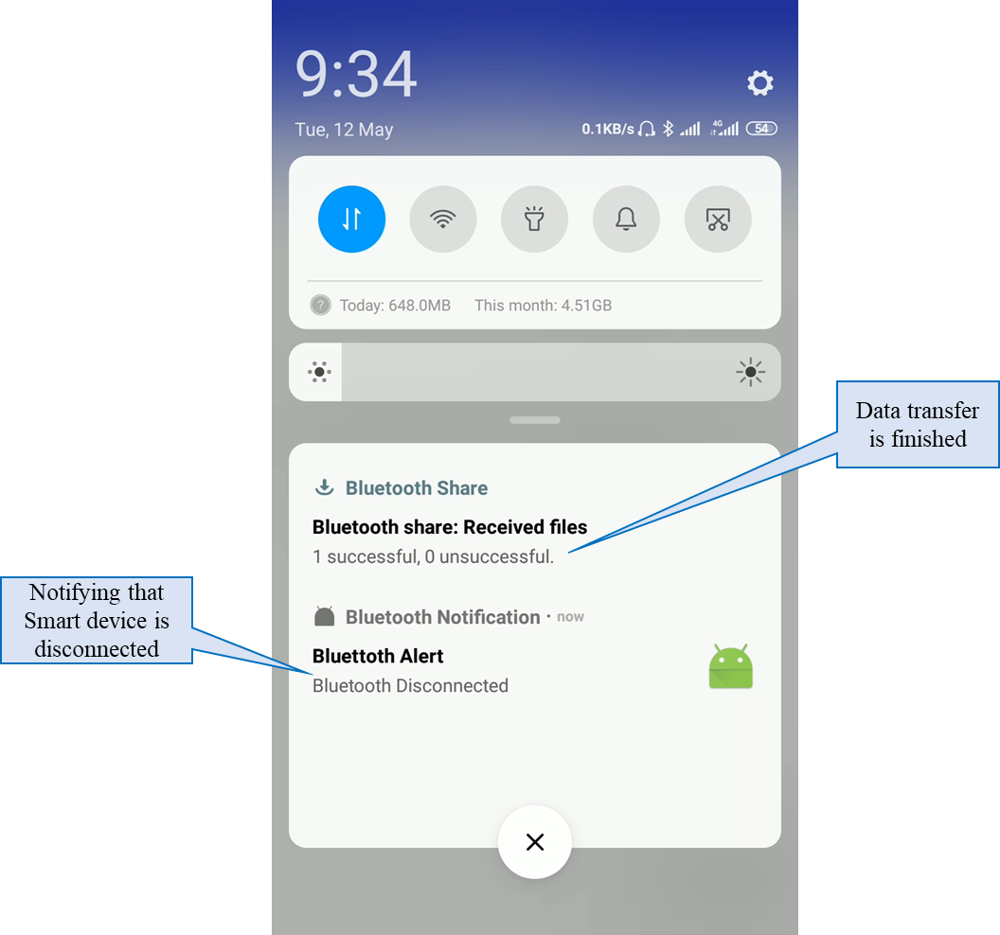 9:34
Tue, 12 May
0.1KB/s 4G 54
Today: 648.0MB This month: 4.51GB
Data transfer
is finished
Bluetooth Share
Bluetooth share: Received files
1 successful, 0 unsuccessful.
Notifying that
Smart device is
disconnected
Bluetooth Notification · now
Bluettoth Alert
Bluetooth Disconnected